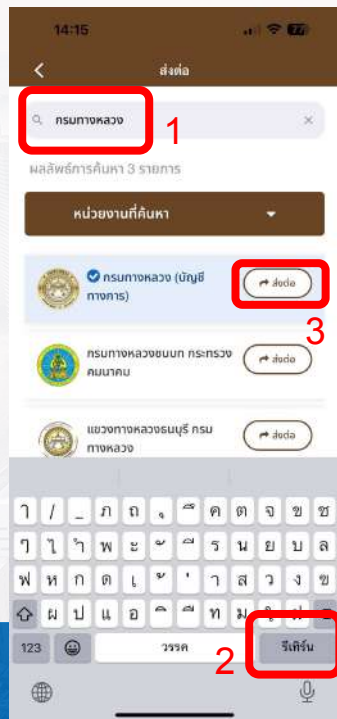 14:15
77
ส่งต่อ
กรมทางหลวง
1
ผลลัพธ์การค้นหา 3 รายการ
หน่วยงานที่ค้นหา
กรมทางหลวง (บัญชี
ทางการ)
ส่งต่อ
3
กรมทางหลวงชนบท กระทรวง
คมนาคม
ส่งต่อ
แขวงทางหลวงธนบุรี กรม
ทางหลวง
ส่งต่อ
ๅ / _ ภ ถ ุ ึ ค ต จ ข ช
ๆ ไ ำ พ ะ ั ี ร น ย บ ล
ฟ ห ก ด เ ้ ่ า ส ว ง ฃ
ผ ป แ อ ิ ื ท ม ใ ฝ
123
วรรค
2
รีเทิร์น